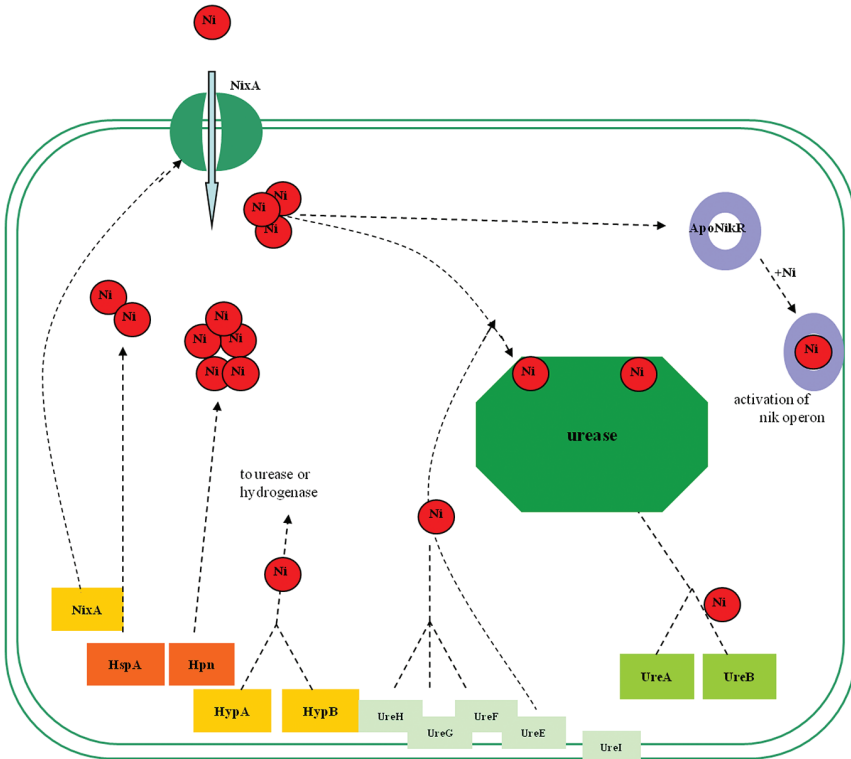 Ni
NixA
Ni
Ni
Ni
ApoNikR
+Ni
Ni
Ni
Ni
Ni
Ni
Ni
Ni
Ni
Ni
Ni
Ni
activation of
nik operon
urease
to urease or
hydrogenase
Ni
Ni
Ni
NixA
HspA
Hpn
UreA
UreB
HypA
HypB
UreH
UreF
UreG
UreE
UreI